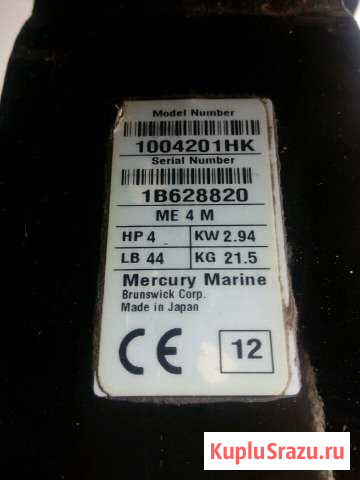 Model Number
1004201HK
Serial Number
1B628820
ME 4 M
HP 4 KW 2.94
LB 44 KG 21.5
Mercury Marine
Brunswick Corp.
Made in Japan
CE 12
KupluSrazu.ru